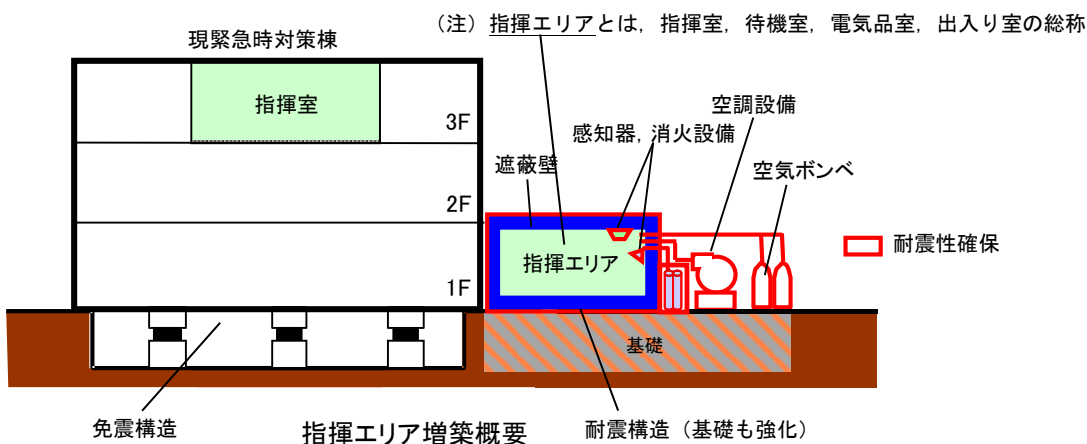 （注）指揮エリアとは，指揮室，待機室，電気品室，出入り室の総称
現緊急時対策棟
指揮室
3F
2F
1F
空調設備
感知器，消火設備
遮蔽壁
空気ボンベ
耐震性確保
指揮エリア
基礎
免震構造
指揮エリア増築概要
耐震構造（基礎も強化）